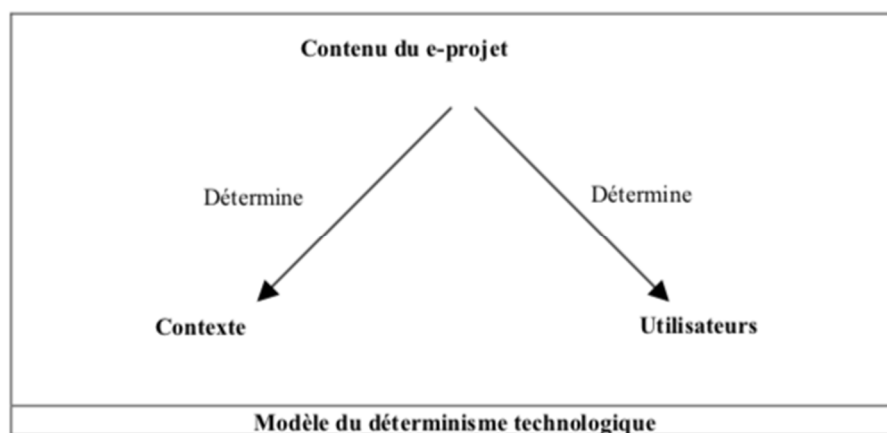 Contenu du e-projet
Détermine
Détermine
Contexte
Utilisateurs
Modèle du déterminisme technologique